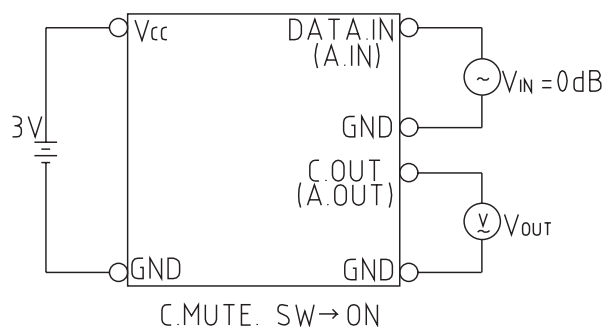 Vcc
DATA.IN
(A.IN)
3V
VIN=0dB
~
GND
C.OUT
(A.OUT)
V
~
VOUT
GND
GND
C.MUTE. SW→ON